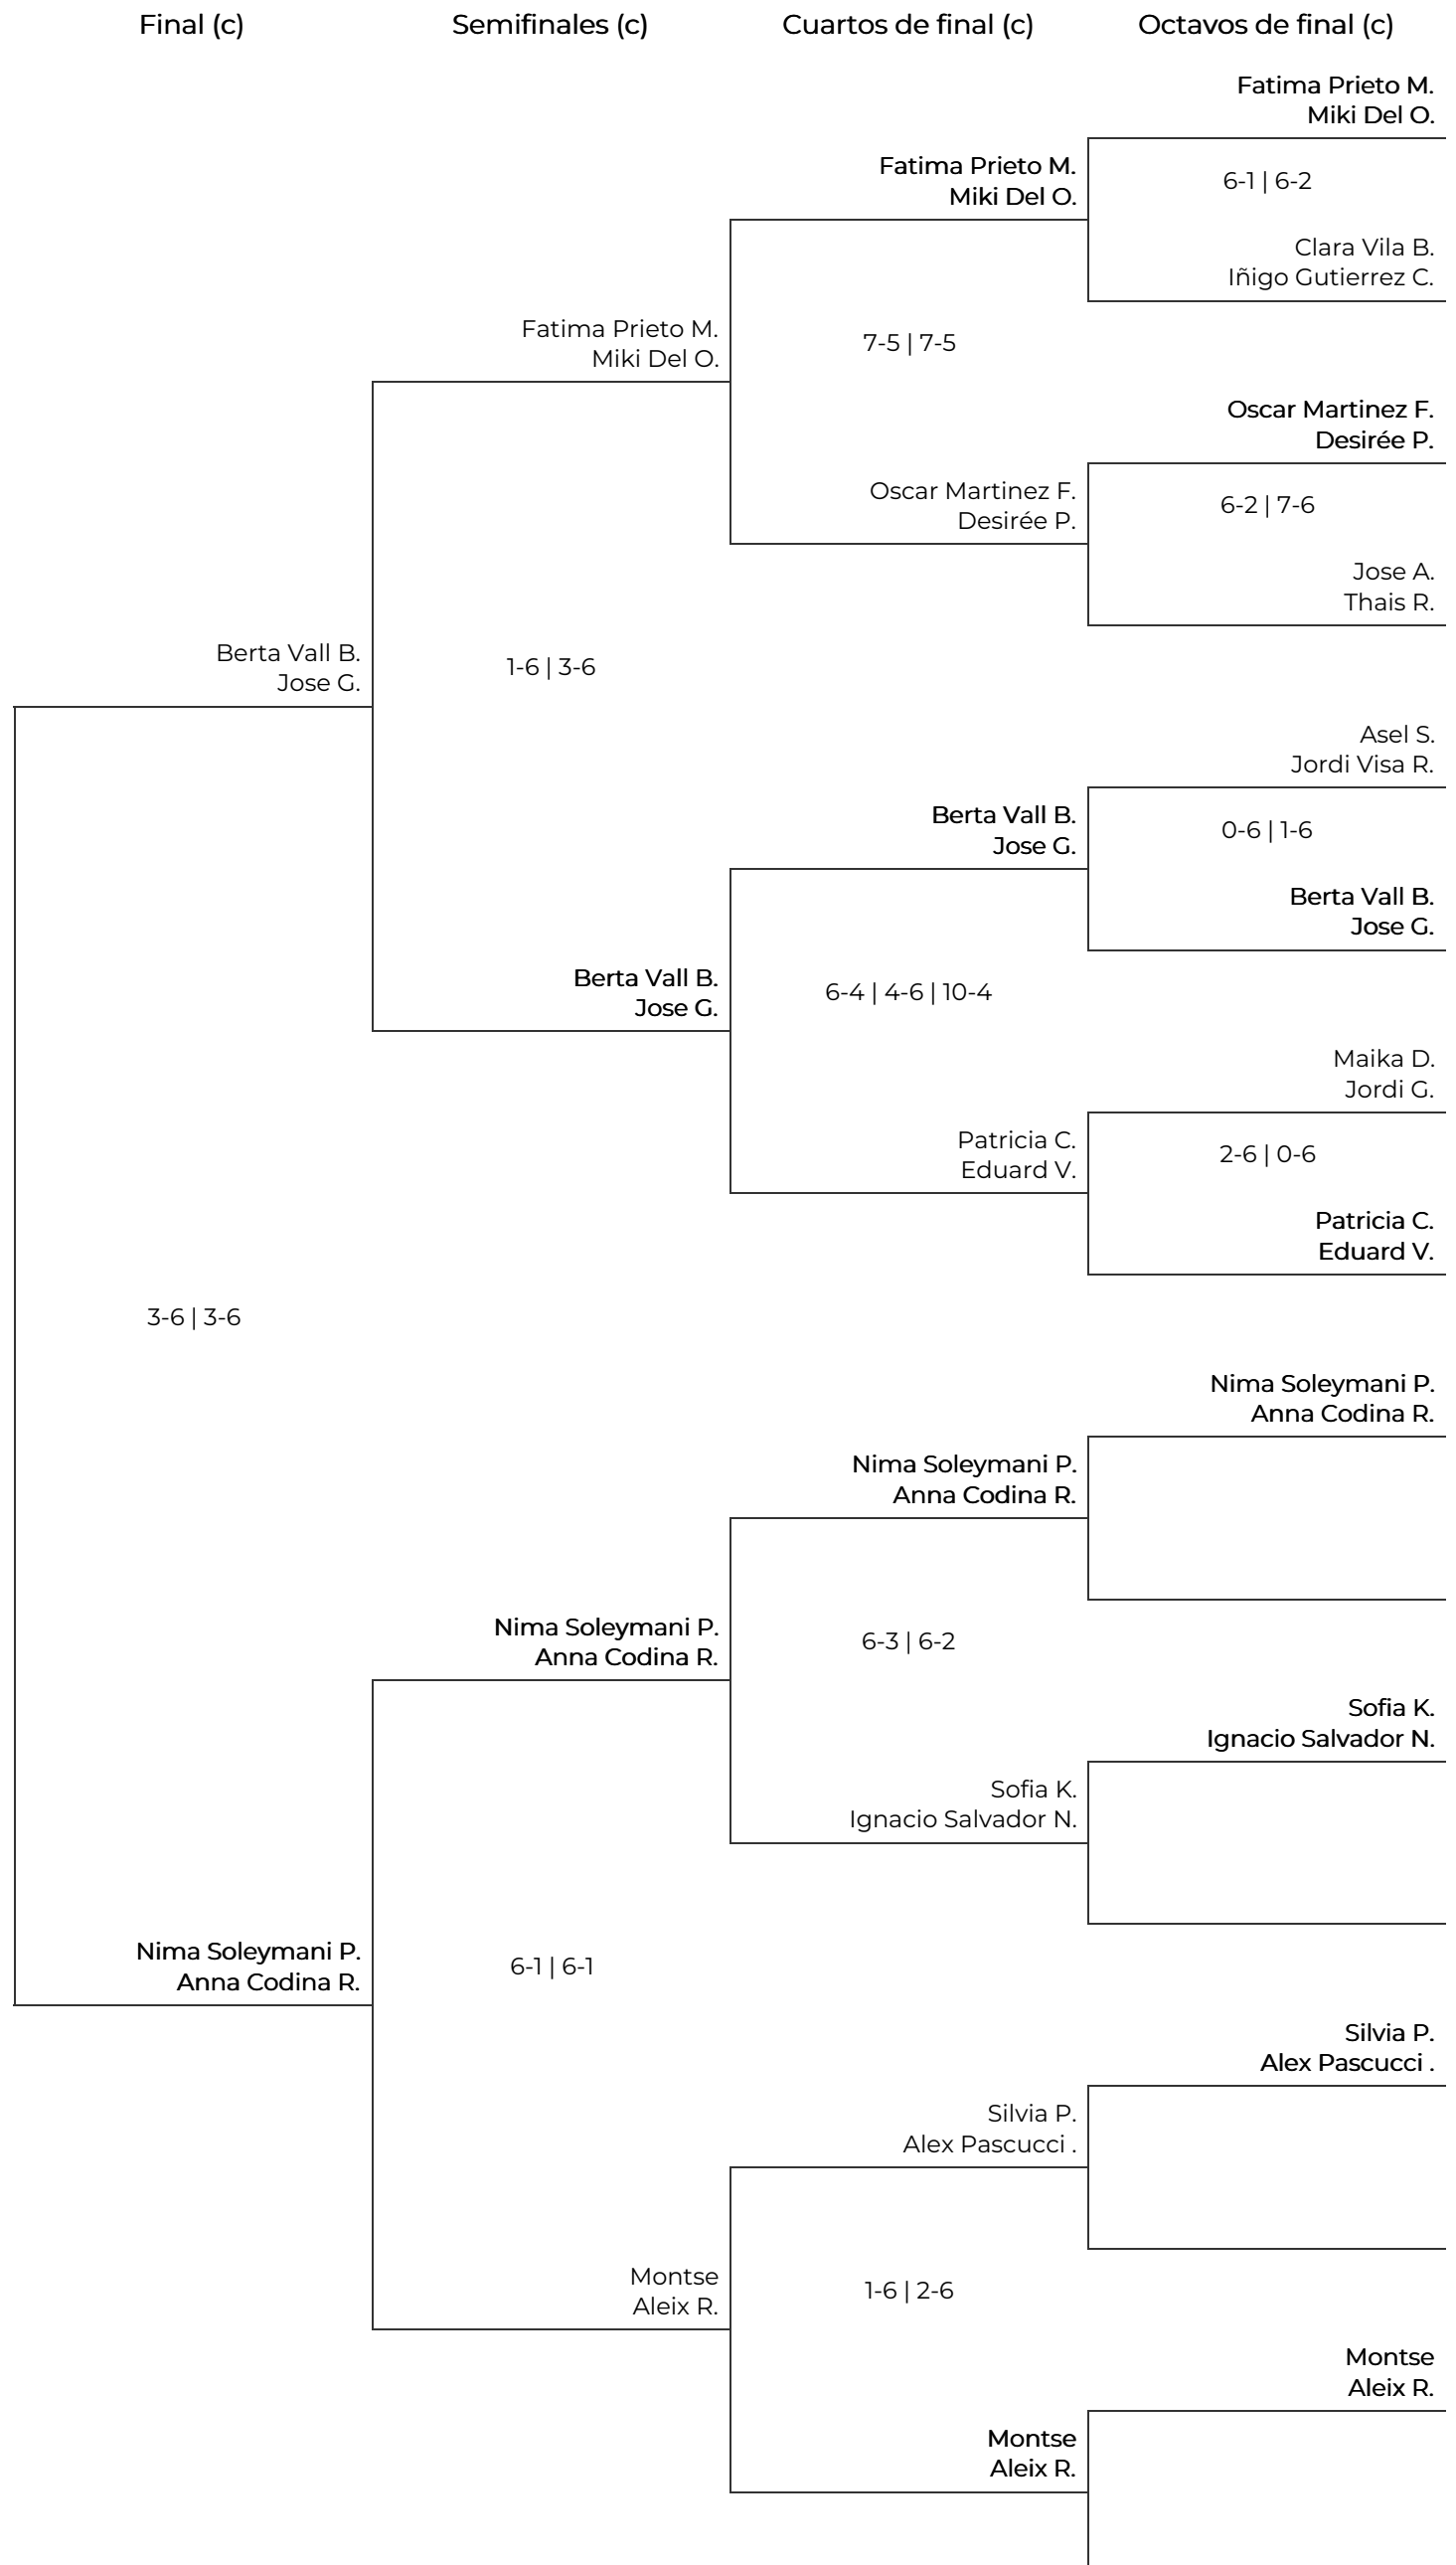 Final (c)
Semifinales (c)
Cuartos de final (c)
Octavos de final (c)
Fatima Prieto M.
Miki Del O.
Fatima Prieto M.
Miki Del O.
6-1 | 6-2
Clara Vila B.
Iñigo Gutierrez C.
Fatima Prieto M.
Miki Del O.
7-5 | 7-5
Oscar Martinez F.
Desirée P.
Oscar Martinez F.
Desirée P.
6-2 | 7-6
Jose A.
Thais R.
Berta Vall B.
Jose G.
1-6 | 3-6
Asel S.
Jordi Visa R.
Berta Vall B.
Jose G.
0-6 | 1-6
Berta Vall B.
Jose G.
Berta Vall B.
Jose G.
6-4 | 4-6 | 10-4
Maika D.
Jordi G.
Patricia C.
Eduard V.
2-6 | 0-6
Patricia C.
Eduard V.
3-6 | 3-6
Nima Soleymani P.
Anna Codina R.
Nima Soleymani P.
Anna Codina R.
Nima Soleymani P.
Anna Codina R.
6-3 | 6-2
Sofia K.
Ignacio Salvador N.
Sofia K.
Ignacio Salvador N.
Nima Soleymani P.
Anna Codina R.
6-1 | 6-1
Silvia P.
Alex Pascucci .
Silvia P.
Alex Pascucci .
Montse
Aleix R.
1-6 | 2-6
Montse
Aleix R.
Montse
Aleix R.